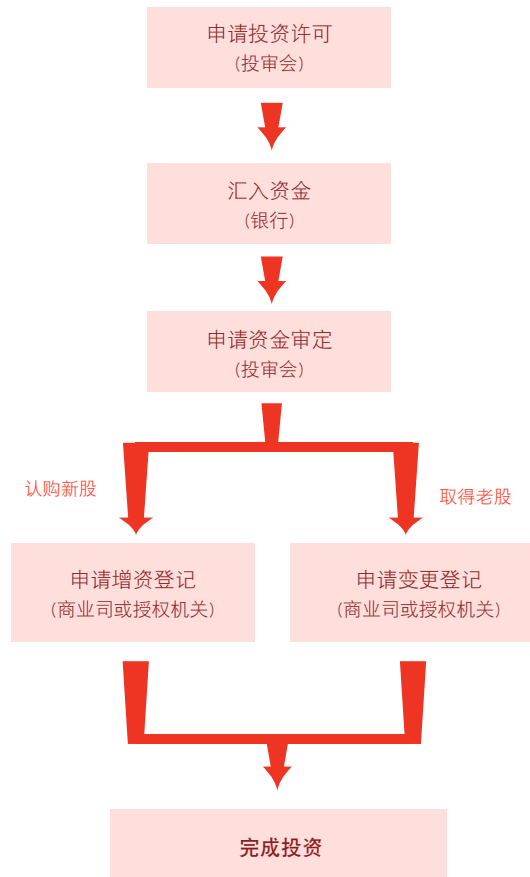 申请投资许可
(投审会)
汇入资金
(银行)
申请资金审定
(投审会)
认购新股
取得老股
申请增资登记
(商业司或授权机关)
申请变更登记
(商业司或授权机关)
完成投资